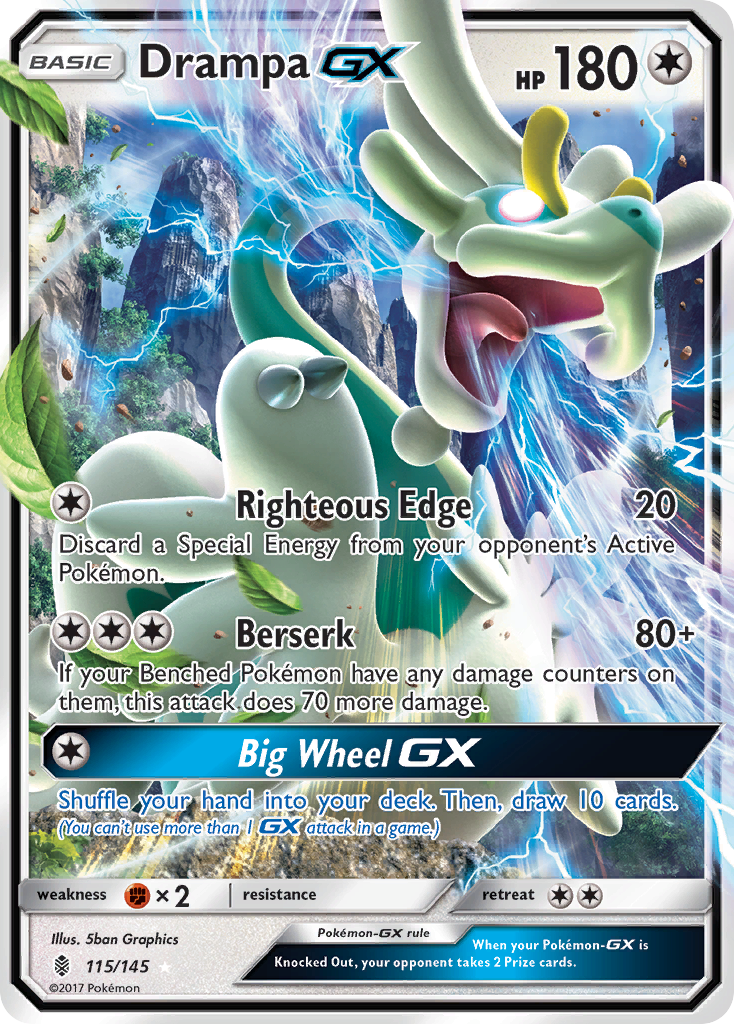 BASIC Drampa GX HP 180
Righteous Edge 20
Discard a Special Energy from your opponent's Active
Pokémon.
Berserk 80+
If your Benched Pokémon have any damage counters on
them, this attack does 70 more damage.
Big Wheel GX
Shuffle your hand into your deck. Then, draw 10 cards.
(You can't use more than 1 GX attack in a game.)
weakness × 2 resistance retreat
Illus. 5ban Graphics
115/145
©2017 Pokémon
Pokémon-GX rule
When your Pokémon-GX is
Knocked Out, your opponent takes 2 Prize cards.